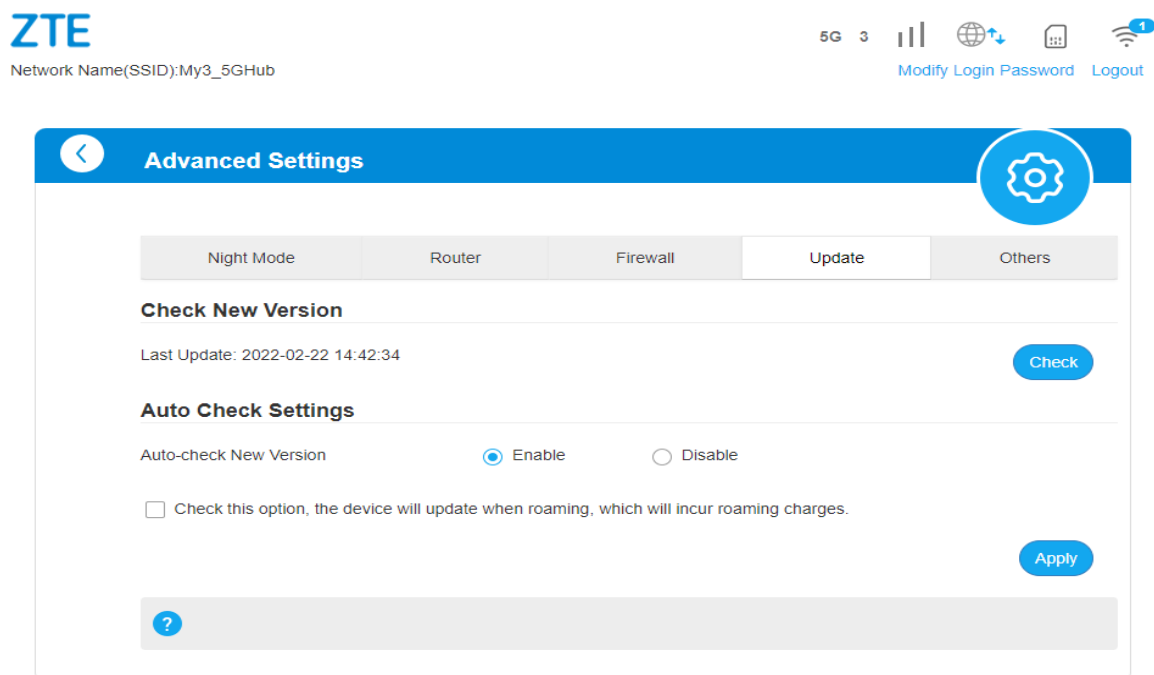 ZTE
5G 3
1
Network Name(SSID):My3_5GHub
Modify Login Password Logout
Advanced Settings
Night Mode Router Firewall Update Others
Check New Version
Last Update: 2022-02-22 14:42:34
Check
Auto Check Settings
Auto-check New Version Enable Disable
Check this option, the device will update when roaming, which will incur roaming charges.
Apply
?